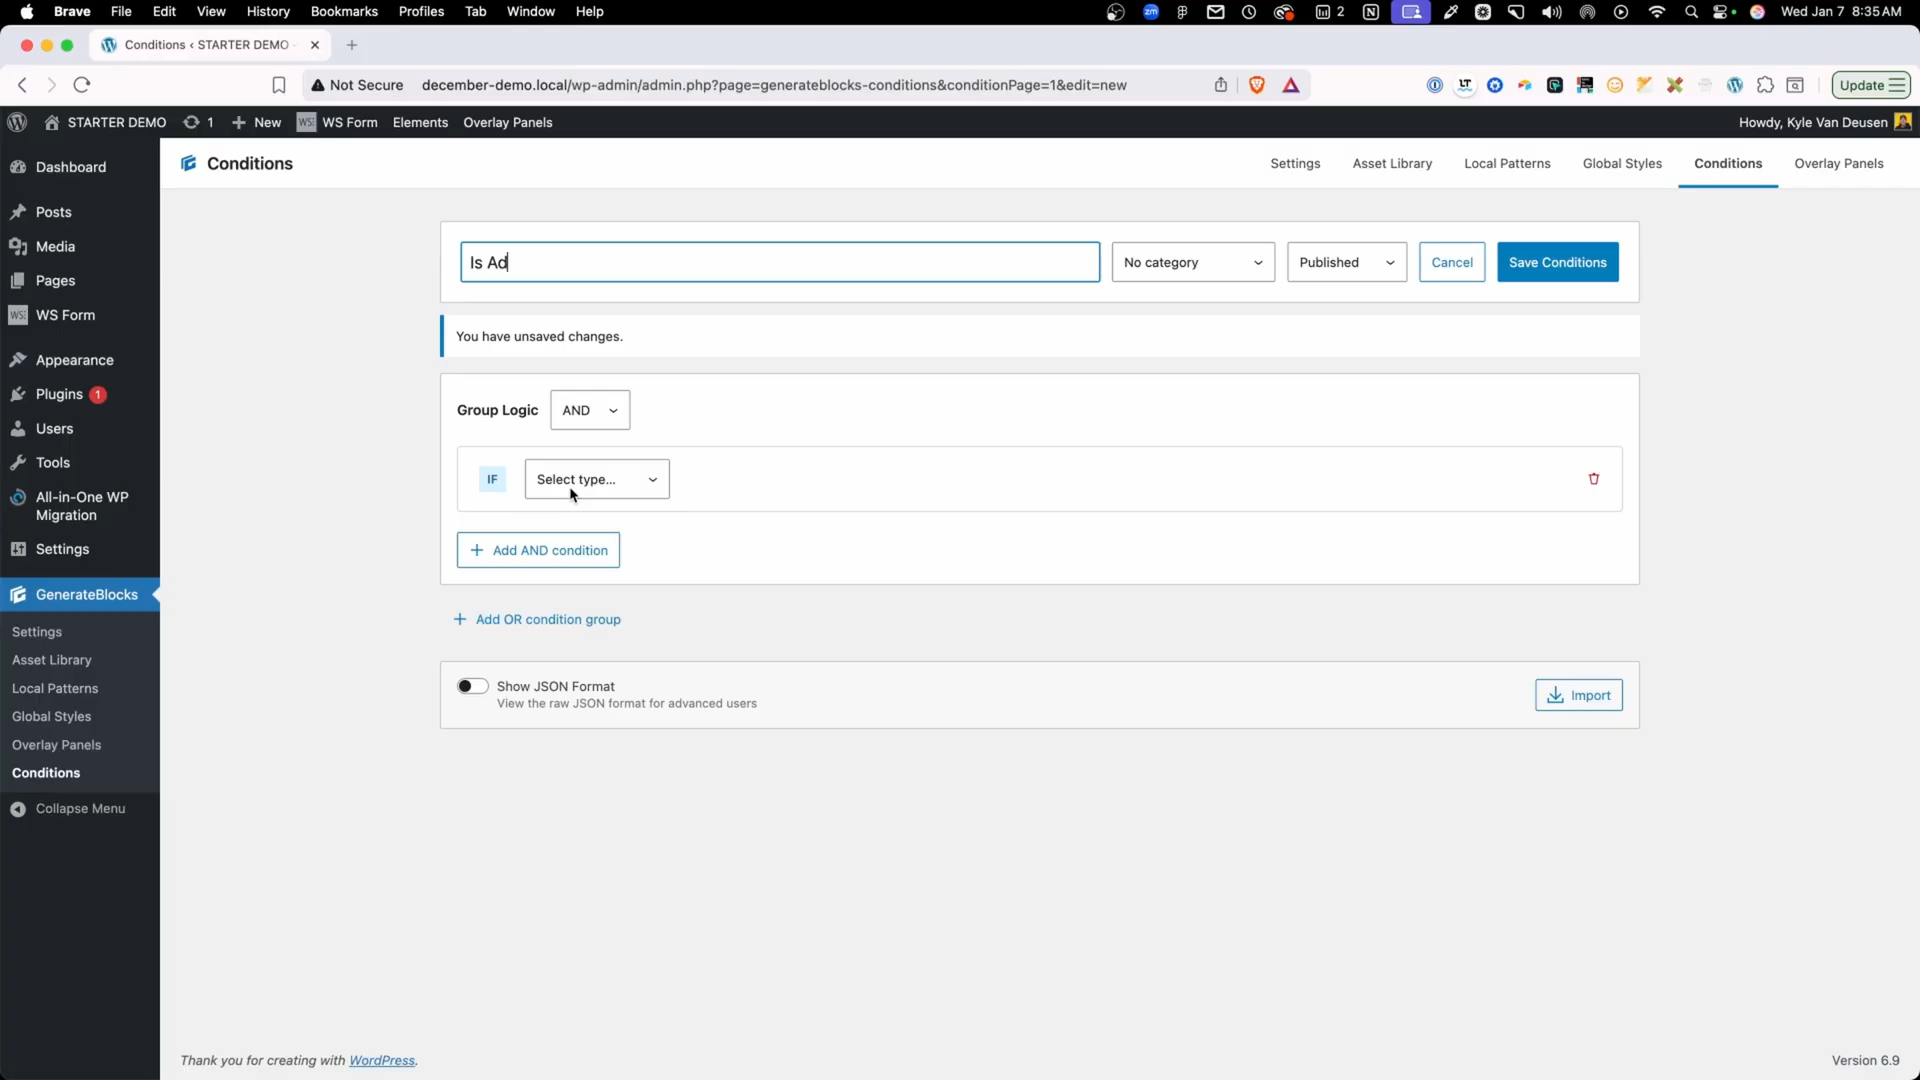 Brave File Edit View History Bookmarks Profiles Tab Window Help
zm 2 Wed Jan 7 8:35 AM
Conditions ‹ STARTER DEMO
Not Secure december-demo.local/wp-admin/admin.php?page=generateblocks-conditions&conditionPage=1&edit=new
LT Update
STARTER DEMO 1 New WS Form Elements Overlay Panels Howdy, Kyle Van Deusen
Conditions Settings Asset Library Local Patterns Global Styles Conditions Overlay Panels
Dashboard
Posts
Media
Pages
WS Form
Appearance
Plugins 1
Users
Tools
All-in-One WP
Migration
Settings
GenerateBlocks
Settings
Asset Library
Local Patterns
Global Styles
Overlay Panels
Conditions
Collapse Menu
Is Ad No category Published Cancel Save Conditions
You have unsaved changes.
Group Logic AND
IF Select type...
Add AND condition
Add OR condition group
Show JSON Format
View the raw JSON format for advanced users
Import
Thank you for creating with WordPress. Version 6.9